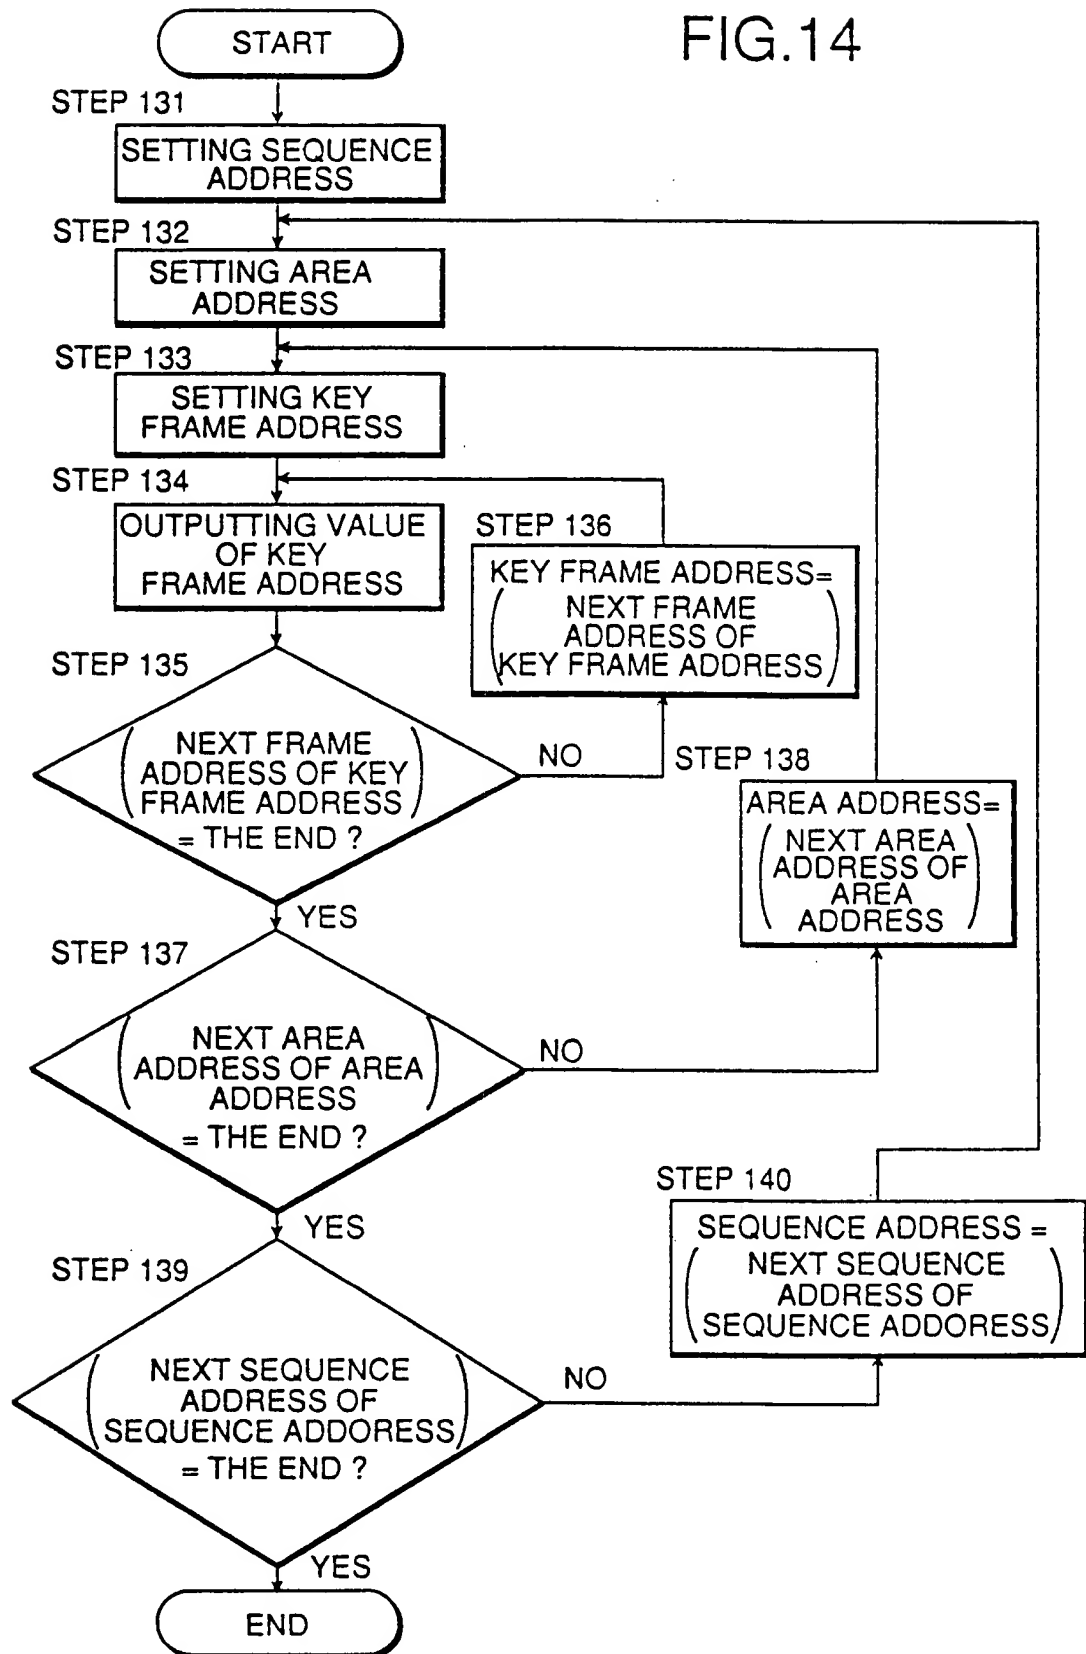 FIG.14
START
STEP 131
SETTING SEQUENCE
ADDRESS
STEP 132
SETTING AREA
ADDRESS
STEP 133
SETTING KEY
FRAME ADDRESS
STEP 134
OUTPUTTING VALUE
OF KEY
FRAME ADDRESS
STEP 136
KEY FRAME ADDRESS=
(NEXT FRAME
ADDRESS OF
KEY FRAME ADDRESS)
STEP 135
(NEXT FRAME
ADDRESS OF KEY
FRAME ADDRESS)
= THE END ?
NO
YES
STEP 138
AREA ADDRESS=
(NEXT AREA
ADDRESS OF
AREA
ADDRESS)
STEP 137
(NEXT AREA
ADDRESS OF AREA
ADDRESS)
= THE END ?
NO
YES
STEP 140
SEQUENCE ADDRESS =
(NEXT SEQUENCE
ADDRESS OF
SEQUENCE ADDORESS)
STEP 139
(NEXT SEQUENCE
ADDRESS OF
SEQUENCE ADDORESS)
= THE END ?
NO
YES
END